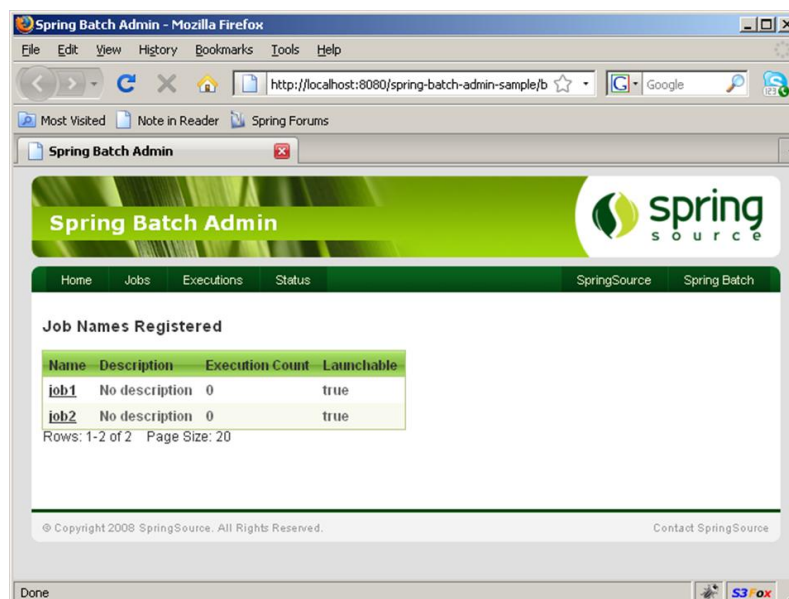 Spring Batch Admin - Mozilla Firefox
File Edit View History Bookmarks Tools Help
http://localhost:8080/spring-batch-admin-sample/b G Google
Most Visited Note in Reader Spring Forums
Spring Batch Admin
Spring Batch Admin
spring
source
Home Jobs Executions Status SpringSource Spring Batch
Job Names Registered
Name Description Execution Count Launchable
job1 No description 0 true
job2 No description 0 true
Rows: 1-2 of 2 Page Size: 20
© Copyright 2008 SpringSource. All Rights Reserved. Contact SpringSource
Done S3Fox